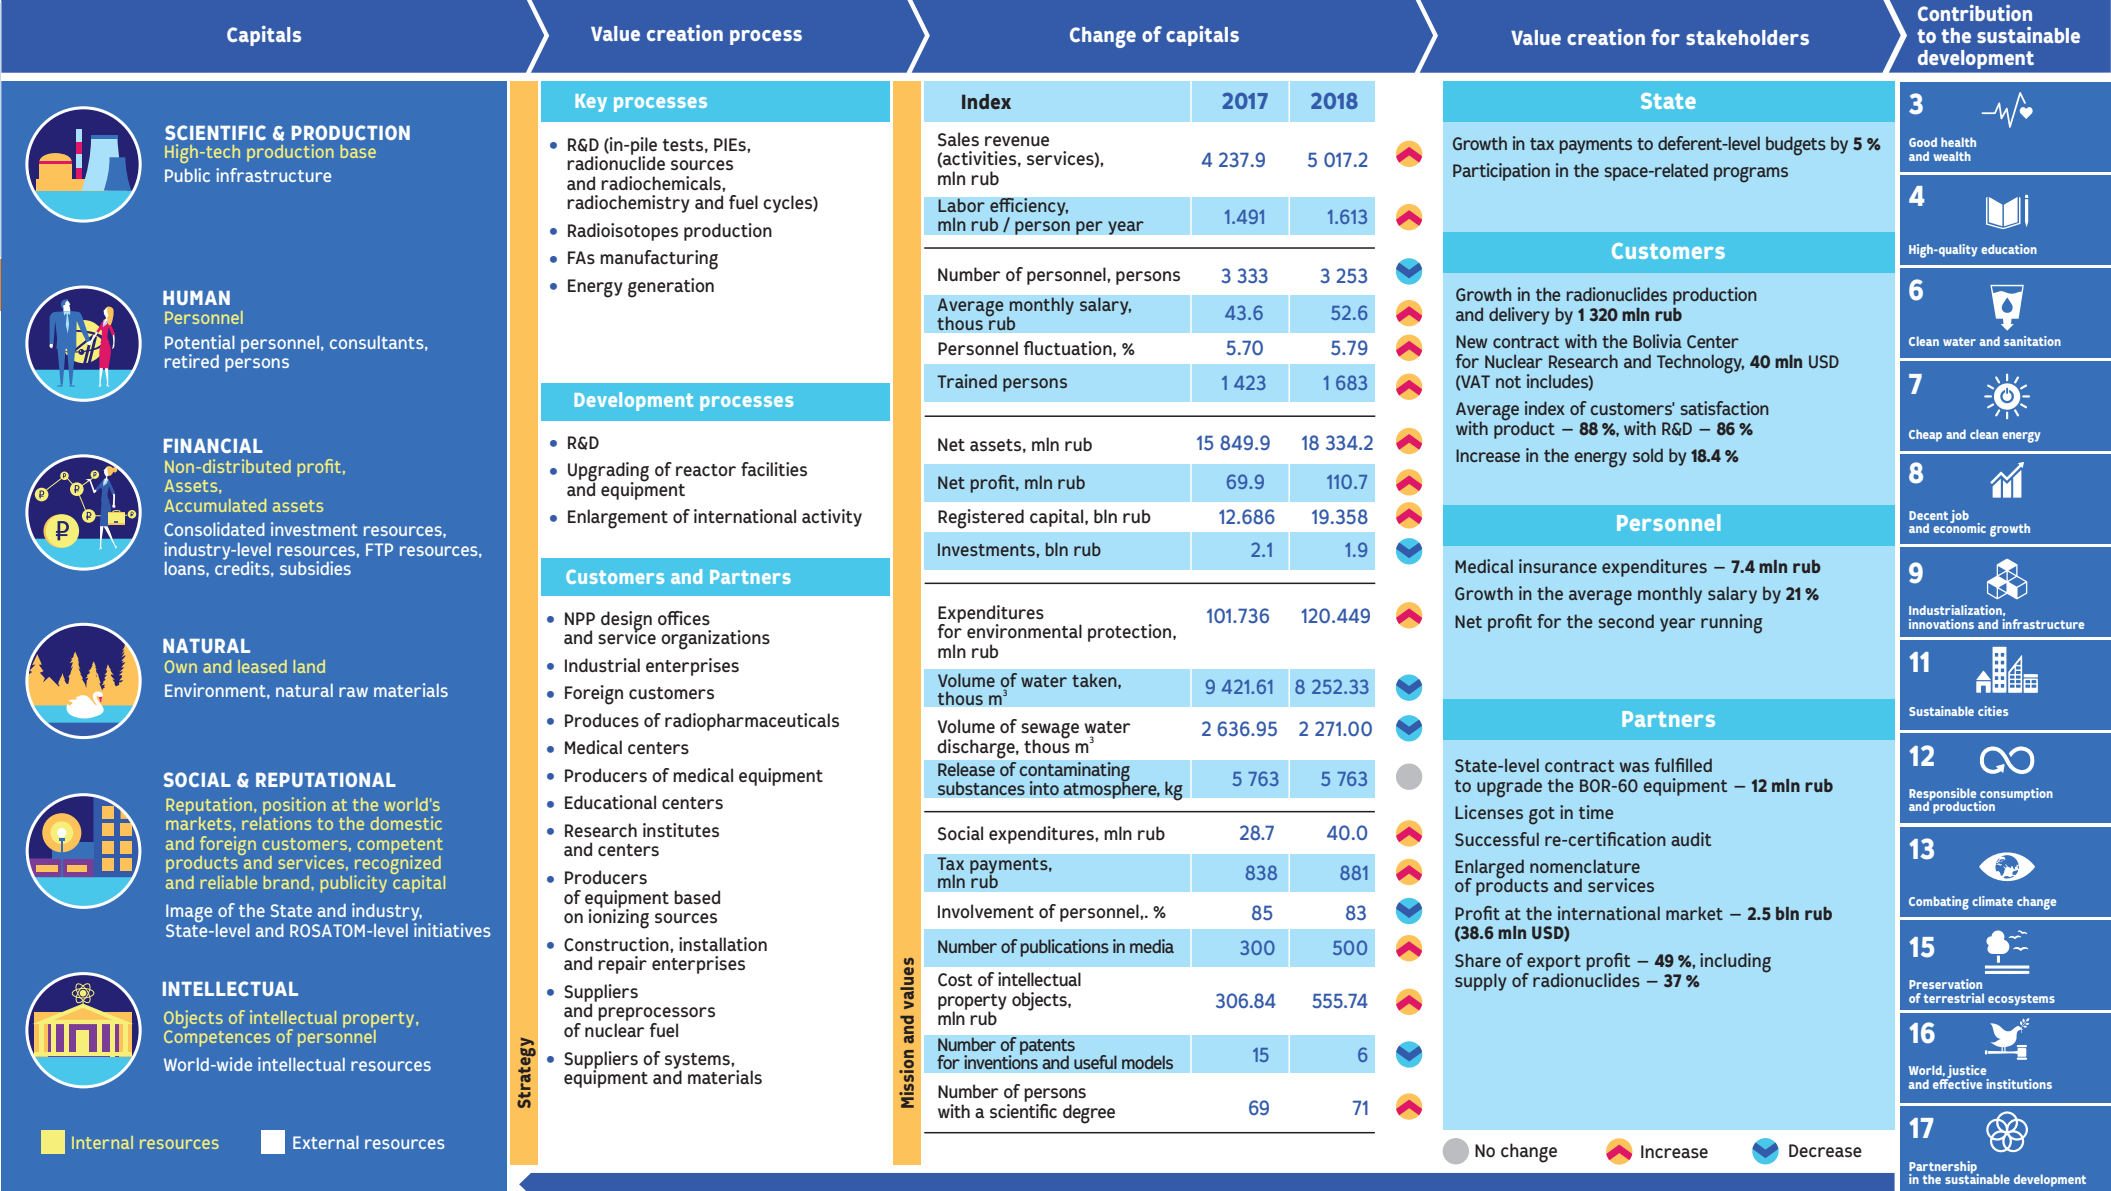 Capitals
Value creation process
Change of capitals
Value creation for stakeholders
Contribution
to the sustainable
development
SCIENTIFIC & PRODUCTION
High-tech production base
Public infrastructure
HUMAN
Personnel
Potential personnel, consultants,
retired persons
FINANCIAL
Non-distributed profit,
Assets,
Accumulated assets
Consolidated investment resources,
industry-level resources, FTP resources,
loans, credits, subsidies
NATURAL
Own and leased land
Environment, natural raw materials
SOCIAL & REPUTATIONAL
Reputation, position at the world's
markets, relations to the domestic
and foreign customers, competent
products and services, recognized
and reliable brand, publicity capital
Image of the State and industry,
State-level and ROSATOM-level initiatives
INTELLECTUAL
Objects of intellectual property,
Competences of personnel
World-wide intellectual resources
Internal resources
External resources
Strategy
Key processes
• R&D (in-pile tests, PIEs,
radionuclide sources
and radiochemicals,
radiochemistry and fuel cycles)
• Radioisotopes production
• FAs manufacturing
• Energy generation
Development processes
• R&D
• Upgrading of reactor facilities
and equipment
• Enlargement of international activity
Customers and Partners
• NPP design offices
and service organizations
• Industrial enterprises
• Foreign customers
• Produces of radiopharmaceuticals
• Medical centers
• Producers of medical equipment
• Educational centers
• Research institutes
and centers
• Producers
of equipment based
on ionizing sources
• Construction, installation
and repair enterprises
• Suppliers
and preprocessors
of nuclear fuel
• Suppliers of systems,
equipment and materials
Mission and values
Index 2017 2018
Sales revenue
(activities, services),
mln rub 4 237.9 5 017.2
Labor efficiency,
mln rub / person per year 1.491 1.613
Number of personnel, persons 3 333 3 253
Average monthly salary,
thous rub 43.6 52.6
Personnel fluctuation, % 5.70 5.79
Trained persons 1 423 1 683
Net assets, mln rub 15 849.9 18 334.2
Net profit, mln rub 69.9 110.7
Registered capital, bln rub 12.686 19.358
Investments, bln rub 2.1 1.9
Expenditures 101.736 120.449
for environmental protection,
mln rub
Volume of water taken,
thous m³ 9 421.61 8 252.33
Volume of sewage water
discharge, thous m³ 2 636.95 2 271.00
Release of contaminating
substances into atmosphere, kg 5 763 5 763
Social expenditures, mln rub 28.7 40.0
Tax payments,
mln rub 838 881
Involvement of personnel,. % 85 83
Number of publications in media 300 500
Cost of intellectual
property objects,
mln rub 306.84 555.74
Number of patents
for inventions and useful models 15 6
Number of persons
with a scientific degree 69 71
State
Growth in tax payments to deferent-level budgets by 5 %
Participation in the space-related programs
Customers
Growth in the radionuclides production
and delivery by 1 320 mln rub
New contract with the Bolivia Center
for Nuclear Research and Technology, 40 mln USD
(VAT not includes)
Average index of customers' satisfaction
with product – 88 %, with R&D – 86 %
Increase in the energy sold by 18.4 %
Personnel
Medical insurance expenditures – 7.4 mln rub
Growth in the average monthly salary by 21 %
Net profit for the second year running
Partners
State-level contract was fulfilled
to upgrade the BOR-60 equipment – 12 mln rub
Licenses got in time
Successful re-certification audit
Enlarged nomenclature
of products and services
Profit at the international market – 2.5 bln rub
(38.6 mln USD)
Share of export profit – 49 %, including
supply of radionuclides – 37 %
No change
Increase
Decrease
3
Good health
and wealth
4
High-quality education
6
Clean water and sanitation
7
Cheap and clean energy
8
Decent job
and economic growth
9
Industrialization,
innovations and infrastructure
11
Sustainable cities
12
Responsible consumption
and production
13
Combating climate change
15
Preservation
of terrestrial ecosystems
16
World, justice
and effective institutions
17
Partnership
in the sustainable development